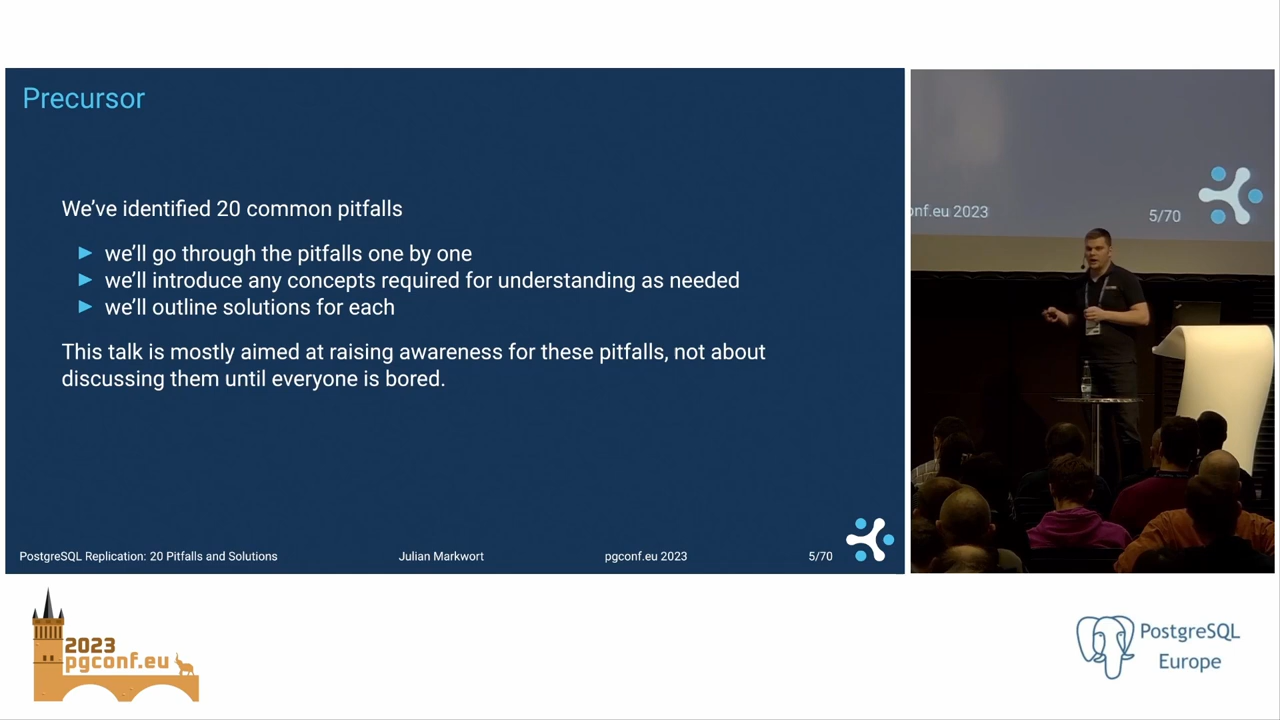 Precursor
We've identified 20 common pitfalls
we'll go through the pitfalls one by one
we'll introduce any concepts required for understanding as needed
we'll outline solutions for each
This talk is mostly aimed at raising awareness for these pitfalls, not about
discussing them until everyone is bored.
PostgreSQL Replication: 20 Pitfalls and Solutions
Julian Markwort
pgconf.eu 2023
5/70
onf.eu 2023
5/70
2023
pgconf.eu
PostgreSQL
Europe